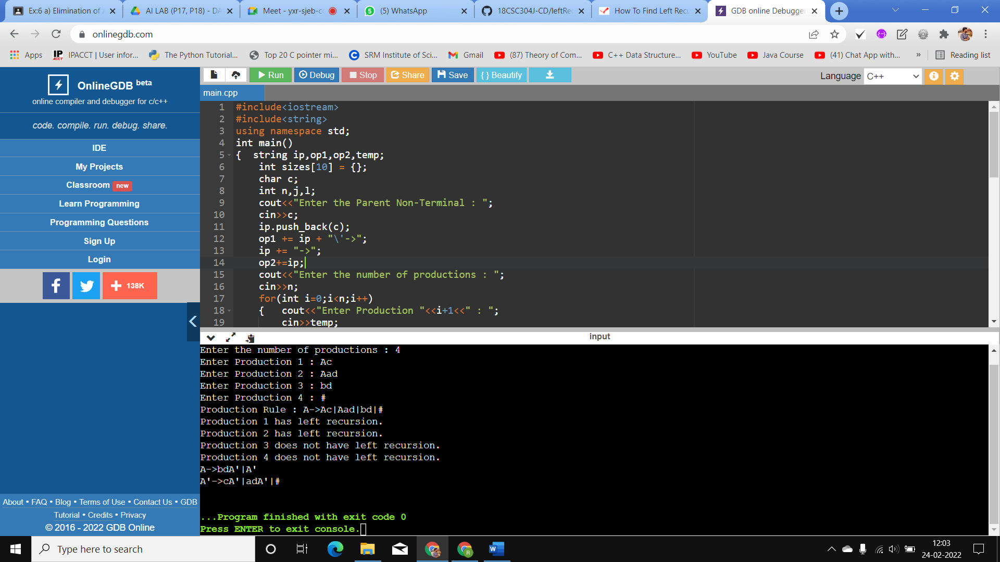 Ex:6 a) Elimination of
AI LAB (P17, P18) - DA
Meet - yxr-sjeb-c
(5) WhatsApp
18CSC304J-CD/leftRe
How To Find Left Recu
GDB online Debugge
onlinegdb.com
Apps
IPACCT | User infor...
The Python Tutorial...
Top 20 C pointer mi...
SRM Institute of Sci...
Gmail
(87) Theory of Com...
C++ Data Structure...
YouTube
Java Course
(41) Chat App with...
»
Reading list
OnlineGDB beta
online compiler and debugger for c/c++
code. compile. run. debug. share.
IDE
My Projects
Classroom new
Learn Programming
Programming Questions
Sign Up
Login
138K
About • FAQ • Blog • Terms of Use • Contact Us • GDB
Tutorial • Credits • Privacy
© 2016 - 2022 GDB Online
Run Debug Stop Share Save { } Beautify
Language C++
main.cpp
1 #include<iostream>
2 #include<string>
3 using namespace std;
4 int main()
5 {  string ip,op1,op2,temp;
6     int sizes[10] = {};
7     char c;
8     int n,j,l;
9     cout<<"Enter the Parent Non-Terminal : ";
10     cin>>c;
11     ip.push_back(c);
12     op1 += ip + "\'->";
13     ip += "->";
14     op2+=ip;
15     cout<<"Enter the number of productions : ";
16     cin>>n;
17     for(int i=0;i<n;i++)
18     {   cout<<"Enter Production "<<i+1<<" : ";
19         cin>>temp;
input
Enter the number of productions : 4
Enter Production 1 : Ac
Enter Production 2 : Aad
Enter Production 3 : bd
Enter Production 4 : #
Production Rule : A->Ac|Aad|bd|#
Production 1 has left recursion.
Production 2 has left recursion.
Production 3 does not have left recursion.
Production 4 does not have left recursion.
A->bdA'|A'
A'->cA'|adA'|#
...Program finished with exit code 0
Press ENTER to exit console.
Type here to search
12:03
24-02-2022